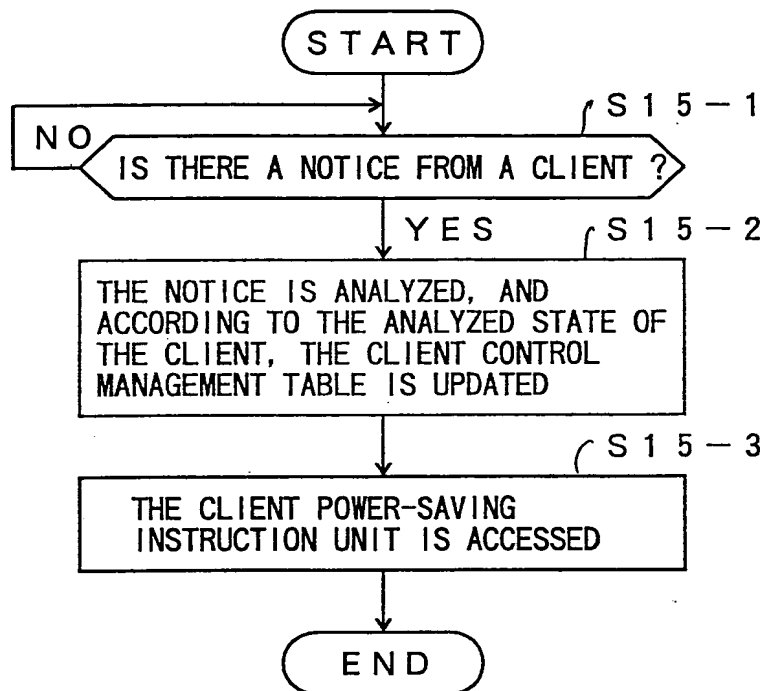 START
S15-1
NO
IS THERE A NOTICE FROM A CLIENT ?
YES
S15-2
THE NOTICE IS ANALYZED, AND
ACCORDING TO THE ANALYZED STATE OF
THE CLIENT, THE CLIENT CONTROL
MANAGEMENT TABLE IS UPDATED
S15-3
THE CLIENT POWER-SAVING
INSTRUCTION UNIT IS ACCESSED
END